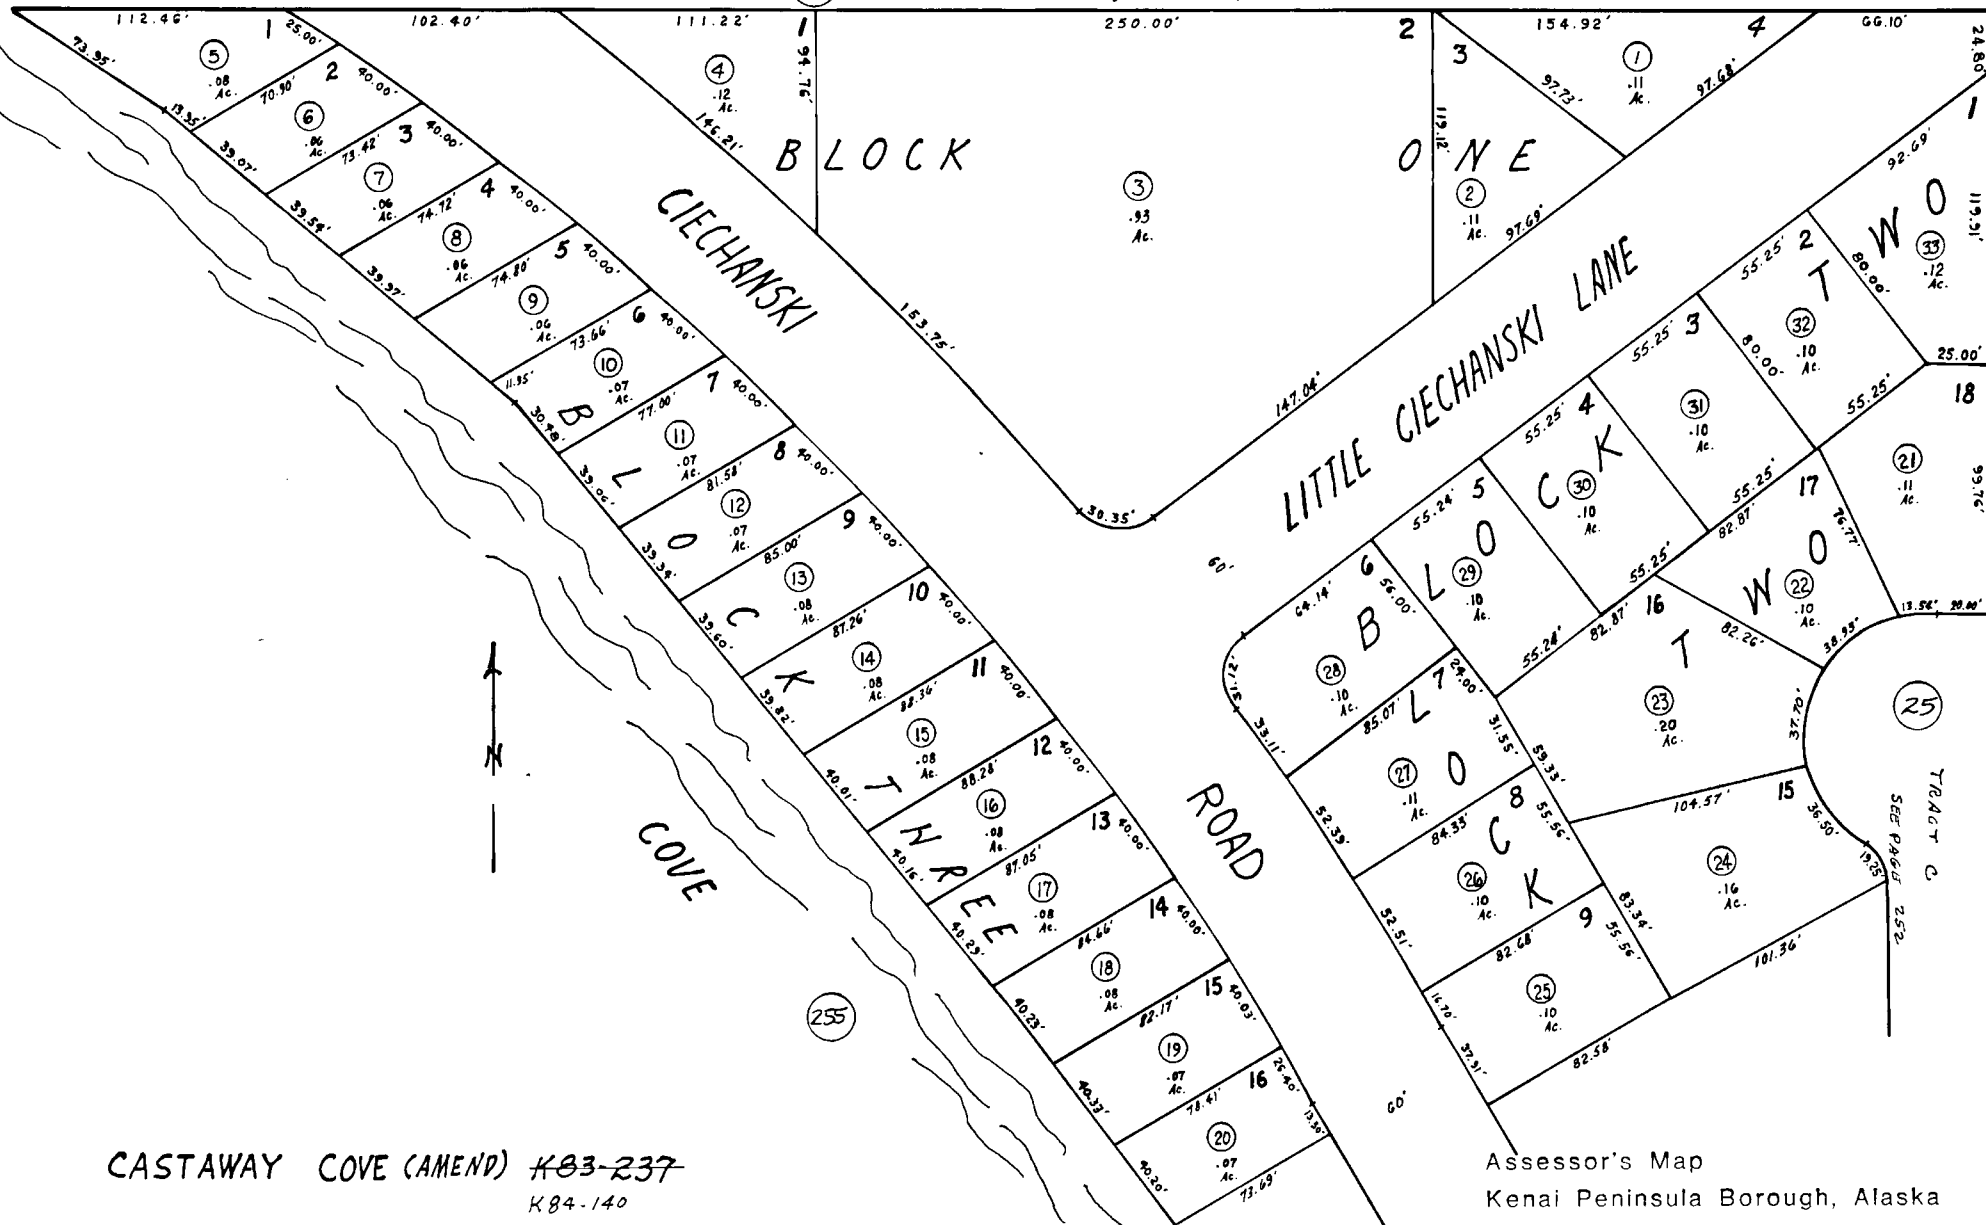 112.46' 1 25.00' 102.40' 111.22' 1 250.00' 2 154.92' 4 66.10'
73.95' 5 .08 Ac. 70.90' 2 40.00' 4 .12 Ac. 94.76' 146.21' 3 97.73' 1 .11 Ac. 97.68' 24.80'
13.95' 6 .06 Ac. 73.42' 3 40.00'
39.07' 7 .06 Ac. 74.72' 4 40.00'
39.54' 8 .06 Ac. 74.80' 5 40.00'
39.97' 9 .06 Ac. 73.66' 6 40.00'
11.95' 30.48' 10 .07 Ac. 77.00' 7 40.00'
39.06' 11 .07 Ac. 81.58' 8 40.00'
39.34' 12 .07 Ac. 85.00' 9 40.00'
39.60' 13 .08 Ac. 87.26' 10 40.00'
39.82' 14 .08 Ac. 88.36' 11 40.00'
40.01' 15 .08 Ac. 88.28' 12 40.00'
40.16' 16 .08 Ac. 87.05' 13 40.00'
40.29' 17 .08 Ac. 84.66' 14 40.00'
40.23' 18 .08 Ac. 82.17' 15 40.03'
40.33' 19 .07 Ac. 78.41' 16 26.40'
40.20' 20 .07 Ac. 73.69' 13.50'
BLOCK THREE
BLOCK ONE
3 .93 Ac.
119.12' 2 .11 Ac. 97.69'
153.75' 147.04' 30.35'
CIECHANSKI
ROAD
LITTLE CIECHANSKI LANE
60'
60'
1 92.69' 119.91' 33 .12 Ac. 80.00' 25.00'
2 55.25' 32 .10 Ac. 80.00' 55.25'
3 55.25' 31 .10 Ac. 55.25'
4 55.25' 30 .10 Ac. 55.25'
5 55.24' 29 .10 Ac. 55.24'
6 64.14' 56.00' 28 .10 Ac. 31.12' 33.11' 85.07'
7 24.00' 31.55' 27 .11 Ac. 52.39' 84.33'
8 55.56' 26 .10 Ac. 52.51' 82.68'
9 55.56' 25 .10 Ac. 16.70' 37.91' 82.58'
BLOCK TWO
BLOCK TWO
18 21 .11 Ac. 99.76'
17 82.87' 76.77' 22 .10 Ac. 13.56' 20.00' 38.93'
16 82.87' 82.26' 23 .20 Ac. 37.70' 59.33'
15 104.57' 36.50' 24 .16 Ac. 19.25' 83.34' 101.36'
25
TRACT C
SEE PAGE 252
N
COVE
255
CASTAWAY COVE (AMEND) K83-237
K84-140
Assessor's Map
Kenai Peninsula Borough, Alaska